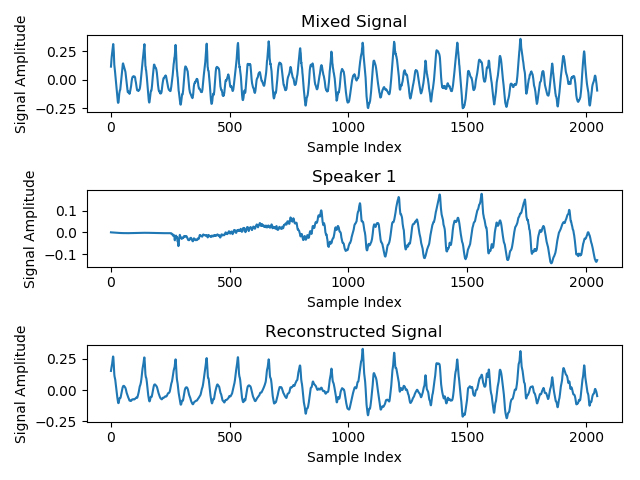 Mixed Signal
Signal Amplitude
0.25
0.00
−0.25
0 500 1000 1500 2000
Sample Index
Speaker 1
Signal Amplitude
0.1
0.0
−0.1
0 500 1000 1500 2000
Sample Index
Reconstructed Signal
Signal Amplitude
0.25
0.00
−0.25
0 500 1000 1500 2000
Sample Index